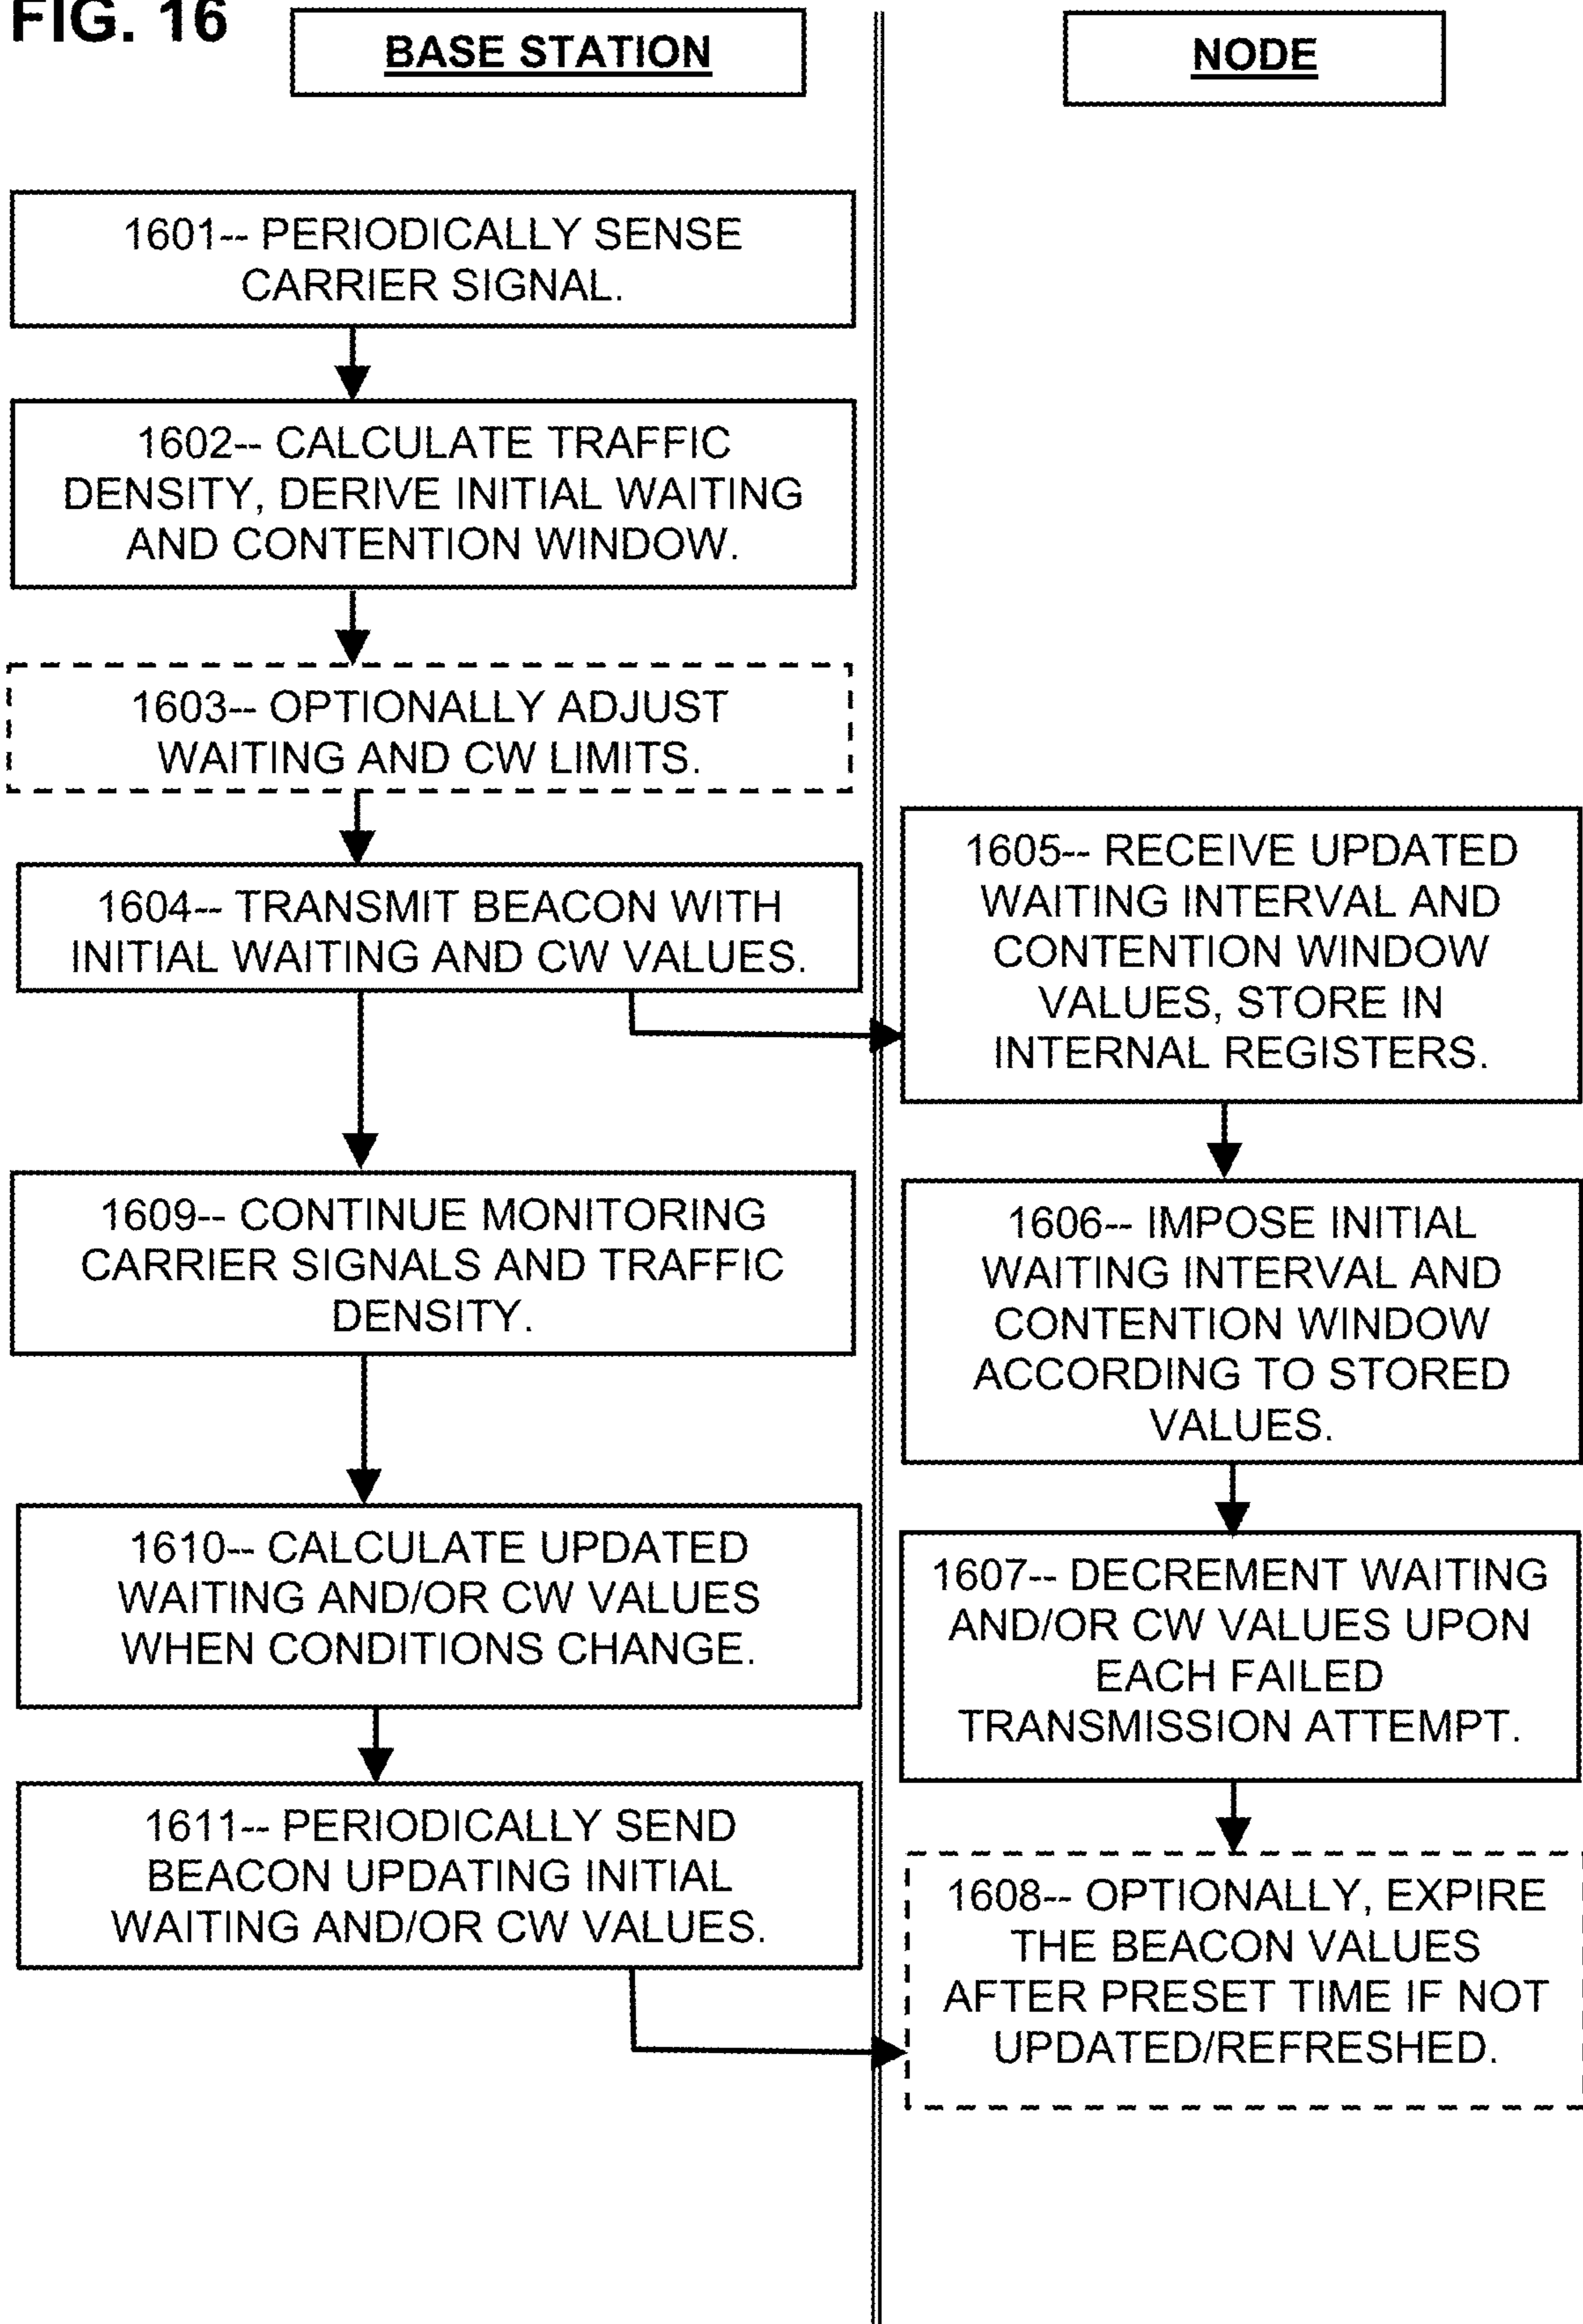 FIG. 16
BASE STATION
NODE
1601-- PERIODICALLY SENSE
CARRIER SIGNAL.
1602-- CALCULATE TRAFFIC
DENSITY, DERIVE INITIAL WAITING
AND CONTENTION WINDOW.
1603-- OPTIONALLY ADJUST
WAITING AND CW LIMITS.
1604-- TRANSMIT BEACON WITH
INITIAL WAITING AND CW VALUES.
1605-- RECEIVE UPDATED
WAITING INTERVAL AND
CONTENTION WINDOW
VALUES, STORE IN
INTERNAL REGISTERS.
1606-- IMPOSE INITIAL
WAITING INTERVAL AND
CONTENTION WINDOW
ACCORDING TO STORED
VALUES.
1607-- DECREMENT WAITING
AND/OR CW VALUES UPON
EACH FAILED
TRANSMISSION ATTEMPT.
1608-- OPTIONALLY, EXPIRE
THE BEACON VALUES
AFTER PRESET TIME IF NOT
UPDATED/REFRESHED.
1609-- CONTINUE MONITORING
CARRIER SIGNALS AND TRAFFIC
DENSITY.
1610-- CALCULATE UPDATED
WAITING AND/OR CW VALUES
WHEN CONDITIONS CHANGE.
1611-- PERIODICALLY SEND
BEACON UPDATING INITIAL
WAITING AND/OR CW VALUES.